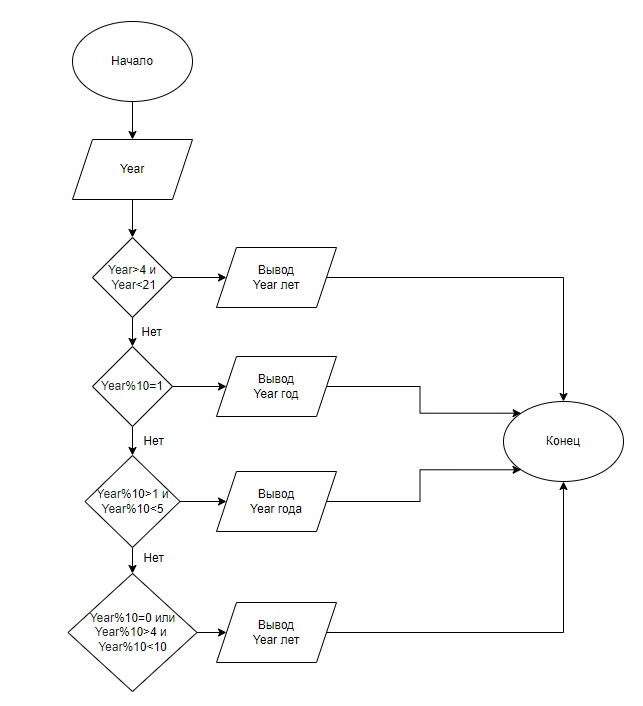 Начало
Year
Year>4 и
Year<21
Вывод
Year лет
Нет
Year%10=1
Вывод
Year год
Нет
Year%10>1 и
Year%10<5
Вывод
Year года
Конец
Нет
Year%10=0 или
Year%10>4 и
Year%10<10
Вывод
Year лет